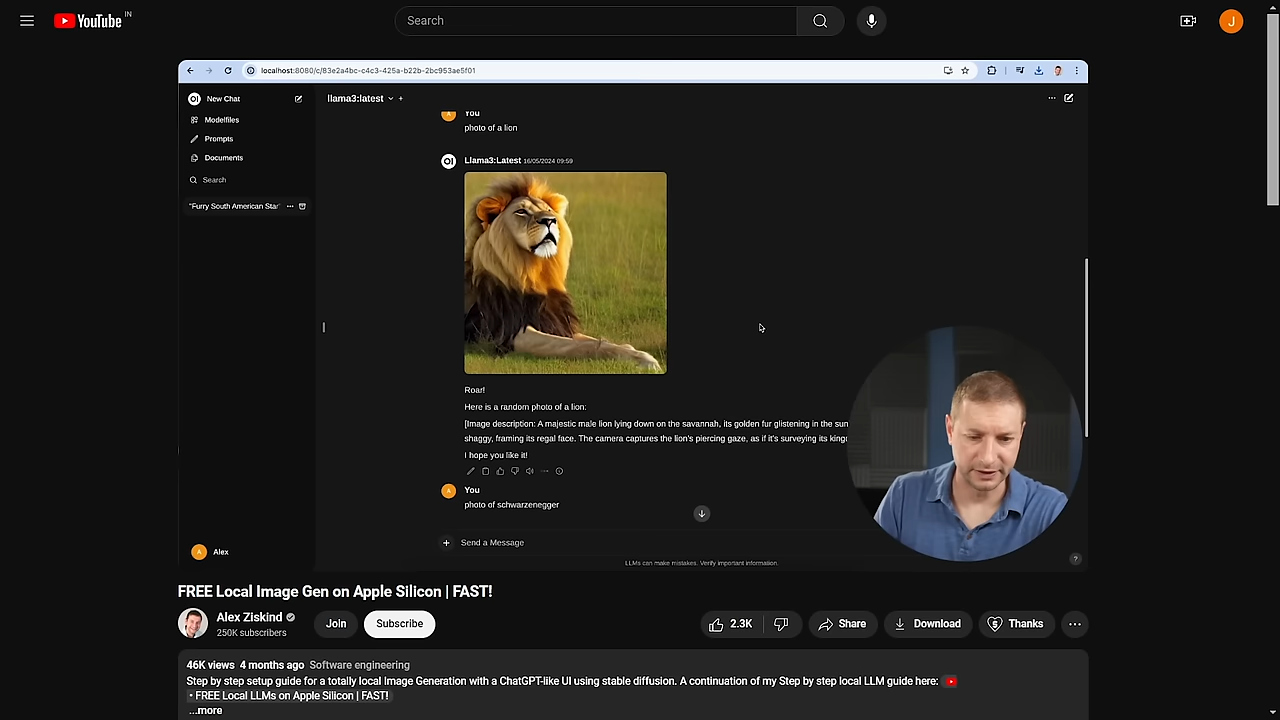 YouTube IN
Search
J
localhost:8080/c/83e2a4bc-c4c3-425a-b22b-2bc953ae5f01
OI New Chat
llama3:latest
Modelfiles
Prompts
Documents
Search
"Furry South American Star
A You
photo of a lion
OI Llama3:Latest 16/05/2024 09:59
Roar!
Here is a random photo of a lion:
[Image description: A majestic male lion lying down on the savannah, its golden fur glistening in the sun
shaggy, framing its regal face. The camera captures the lion's piercing gaze, as if it's surveying its king
I hope you like it!
A You
photo of schwarzenegger
Send a Message
A Alex
LLMs can make mistakes. Verify important information.
?
FREE Local Image Gen on Apple Silicon | FAST!
Alex Ziskind
250K subscribers
Join
Subscribe
2.3K
Share
Download
Thanks
46K views 4 months ago Software engineering
Step by step setup guide for a totally local Image Generation with a ChatGPT-like UI using stable diffusion. A continuation of my Step by step local LLM guide here:
• FREE Local LLMs on Apple Silicon | FAST!
...more